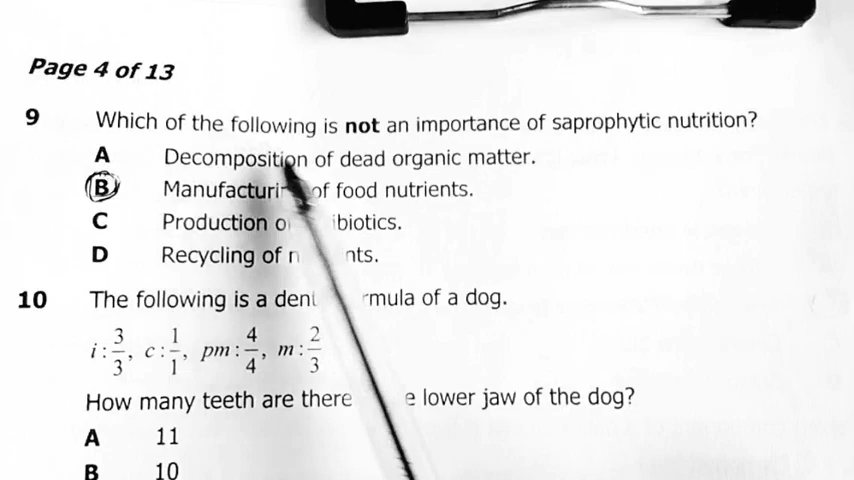 Page 4 of 13
9 Which of the following is not an importance of saprophytic nutrition?
A Decomposition of dead organic matter.
B Manufacturing of food nutrients.
C Production ibiotics.
D Recycling of n nts.
10 The following is a dent rmula of a dog.
i : 3/3, c : 1/1, pm : 4/4, m : 2/3
How many teeth are there e lower jaw of the dog?
A 11
B 10